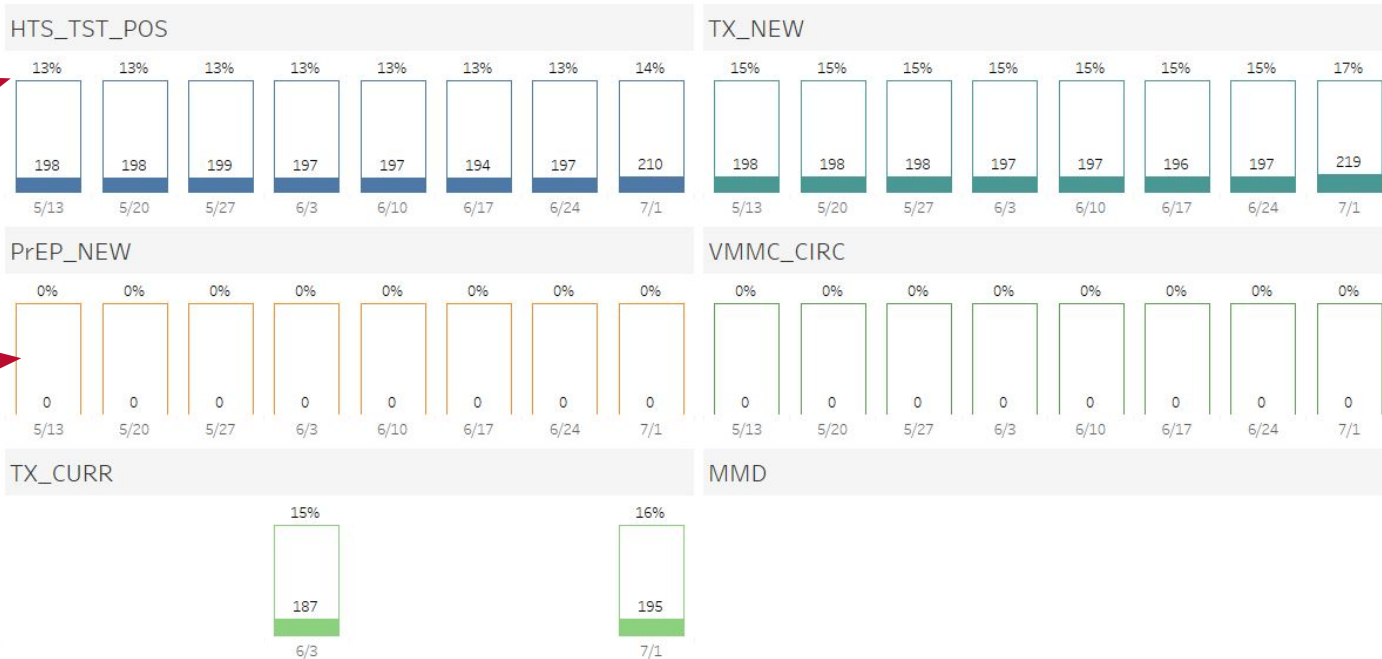 HTS_TST_POS
13% 13% 13% 13% 13% 13% 13% 14%
198 198 199 197 197 194 197 210
5/13 5/20 5/27 6/3 6/10 6/17 6/24 7/1
TX_NEW
15% 15% 15% 15% 15% 15% 15% 17%
198 198 198 197 197 196 197 219
5/13 5/20 5/27 6/3 6/10 6/17 6/24 7/1
PrEP_NEW
0% 0% 0% 0% 0% 0% 0% 0%
0 0 0 0 0 0 0 0
5/13 5/20 5/27 6/3 6/10 6/17 6/24 7/1
VMMC_CIRC
0% 0% 0% 0% 0% 0% 0% 0%
0 0 0 0 0 0 0 0
5/13 5/20 5/27 6/3 6/10 6/17 6/24 7/1
TX_CURR
15% 16%
187 195
6/3 7/1
MMD